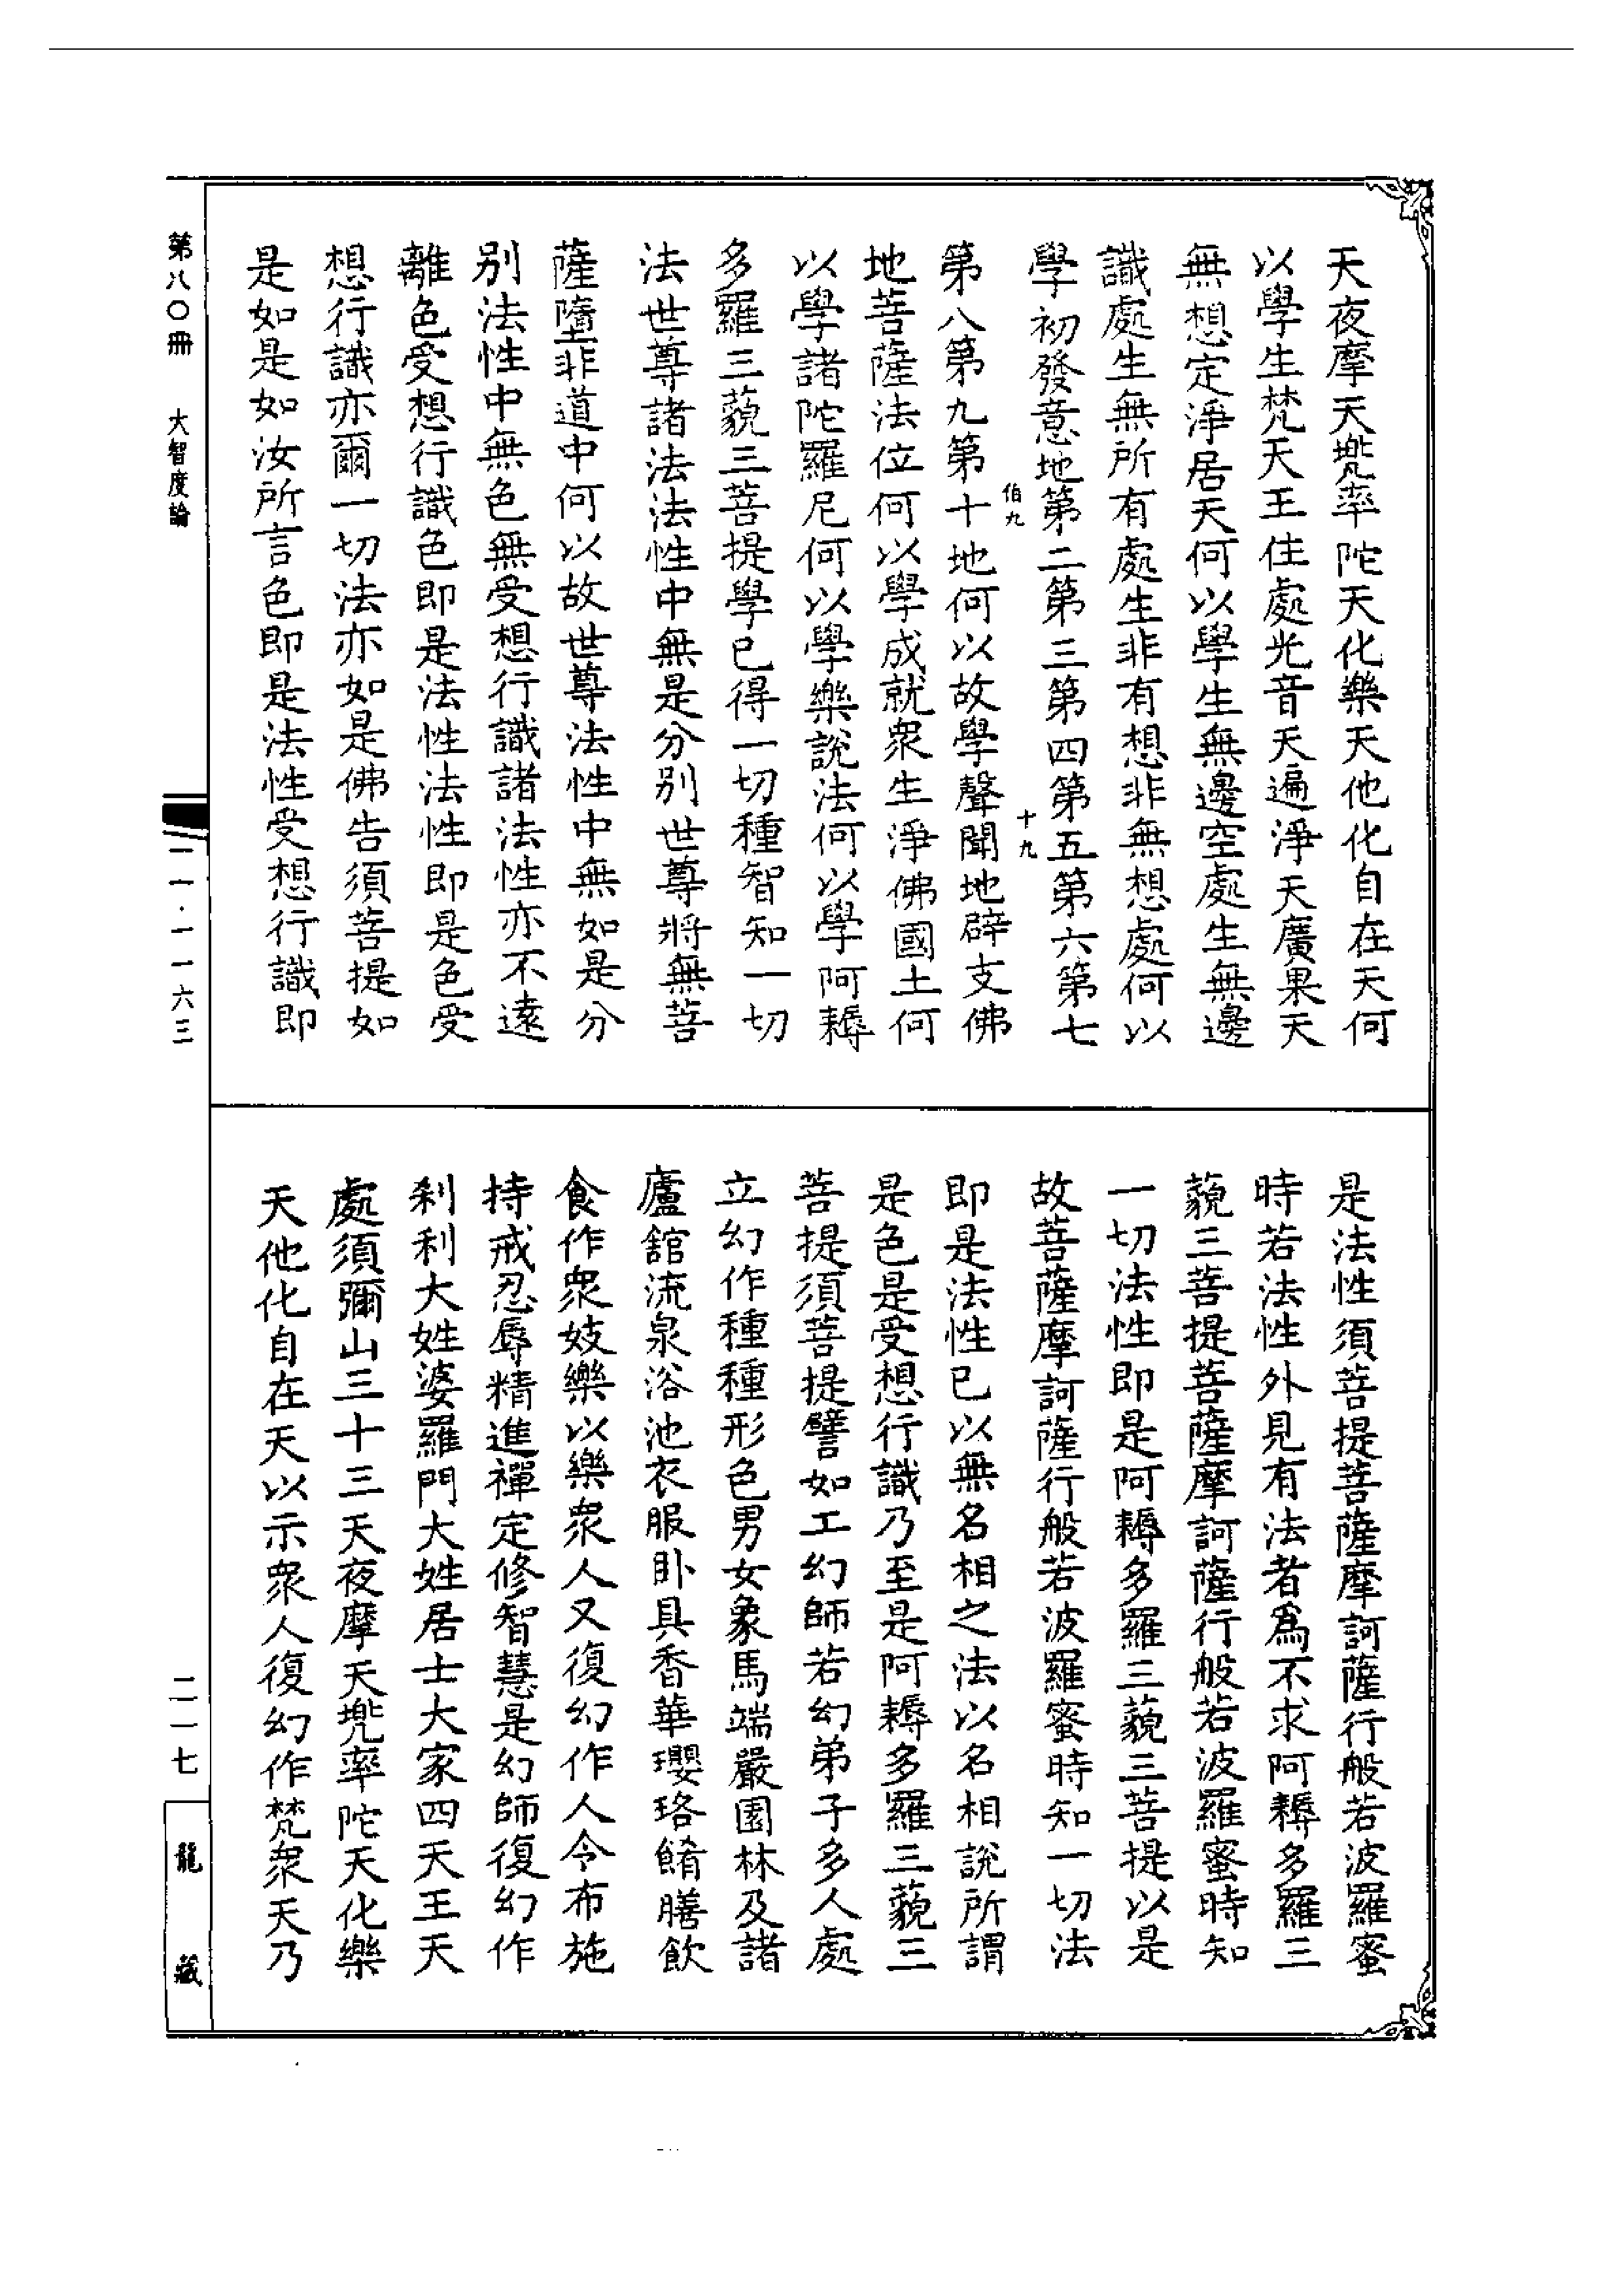 天夜摩天兠率陀天化樂天他化自在天何
以學生梵天王住處光音天遍淨天廣果天
無想定淨居天何以學生無邊空處生無邊
識處生無所有處生非有想非無想處何以
學初發意地第二第三第四第五第六第七
伯九
十九
第八第九第十地何以故學聲聞地辟支佛
地菩薩法位何以學成就衆生淨佛國土何
以學諸陀羅尼何以學樂説法何以學阿耨
多羅三藐三菩提學已得一切種智知一切
法世尊諸法法性中無是分别世尊將無菩
薩墮非道中何以故世尊法性中無如是分
别法性中無色無受想行識諸法性亦不遠
離色受想行識色即是法性法性即是色受
想行識亦爾一切法亦如是佛告須菩提如
是如是如汝所言色即是法性受想行識即
是法性須菩提菩薩摩訶薩行般若波羅蜜
時若法性外見有法者爲不求阿耨多羅三
藐三菩提菩薩摩訶薩行般若波羅蜜時知
一切法性即是阿耨多羅三藐三菩提以是
故菩薩摩訶薩行般若波羅蜜時知一切法
即是法性已以無名相之法以名相説所謂
是色是受想行識乃至是阿耨多羅三藐三
菩提須菩提譬如工幻師若幻弟子多人處
立幻作種種形色男女象馬端嚴園林及諸
廬舘流泉浴池衣服卧具香華瓔珞餚膳飲
食作衆妓樂以樂衆人又復幻作人令布施
持戒忍辱精進禪定修智慧是幻師復幻作
刹利大姓婆羅門大姓居士大家四天王天
處須彌山三十三天夜摩天兠率陀天化樂
天他化自在天以示衆人復幻作梵衆天乃
第八〇冊 大智度論
二一·一一六三
二一七
龍藏